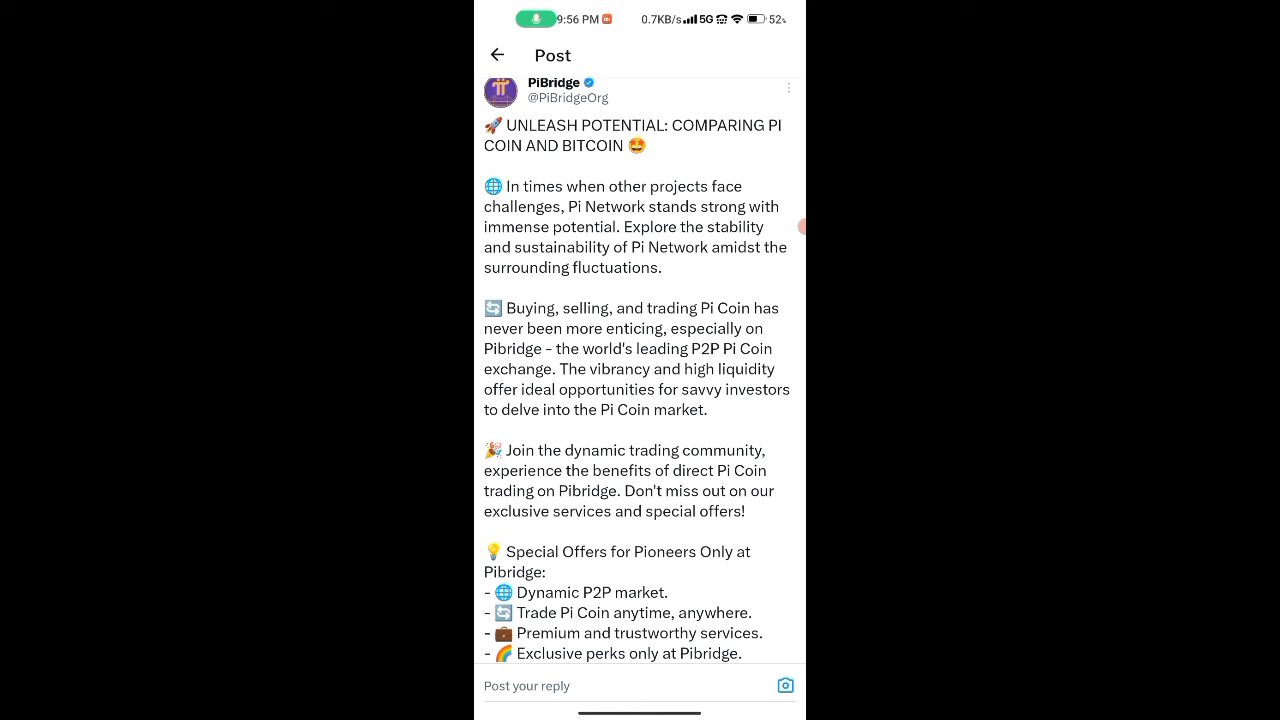 9:56 PM 0.7KB/s 5G 52%
Post
PiBridge
@PiBridgeOrg
🚀 UNLEASH POTENTIAL: COMPARING PI
COIN AND BITCOIN 🤩
🌐 In times when other projects face
challenges, Pi Network stands strong with
immense potential. Explore the stability
and sustainability of Pi Network amidst the
surrounding fluctuations.
🔄 Buying, selling, and trading Pi Coin has
never been more enticing, especially on
Pibridge - the world's leading P2P Pi Coin
exchange. The vibrancy and high liquidity
offer ideal opportunities for savvy investors
to delve into the Pi Coin market.
🎉 Join the dynamic trading community,
experience the benefits of direct Pi Coin
trading on Pibridge. Don't miss out on our
exclusive services and special offers!
💡 Special Offers for Pioneers Only at
Pibridge:
- 🌐 Dynamic P2P market.
- 🔄 Trade Pi Coin anytime, anywhere.
- 💼 Premium and trustworthy services.
- 🌈 Exclusive perks only at Pibridge.
Post your reply